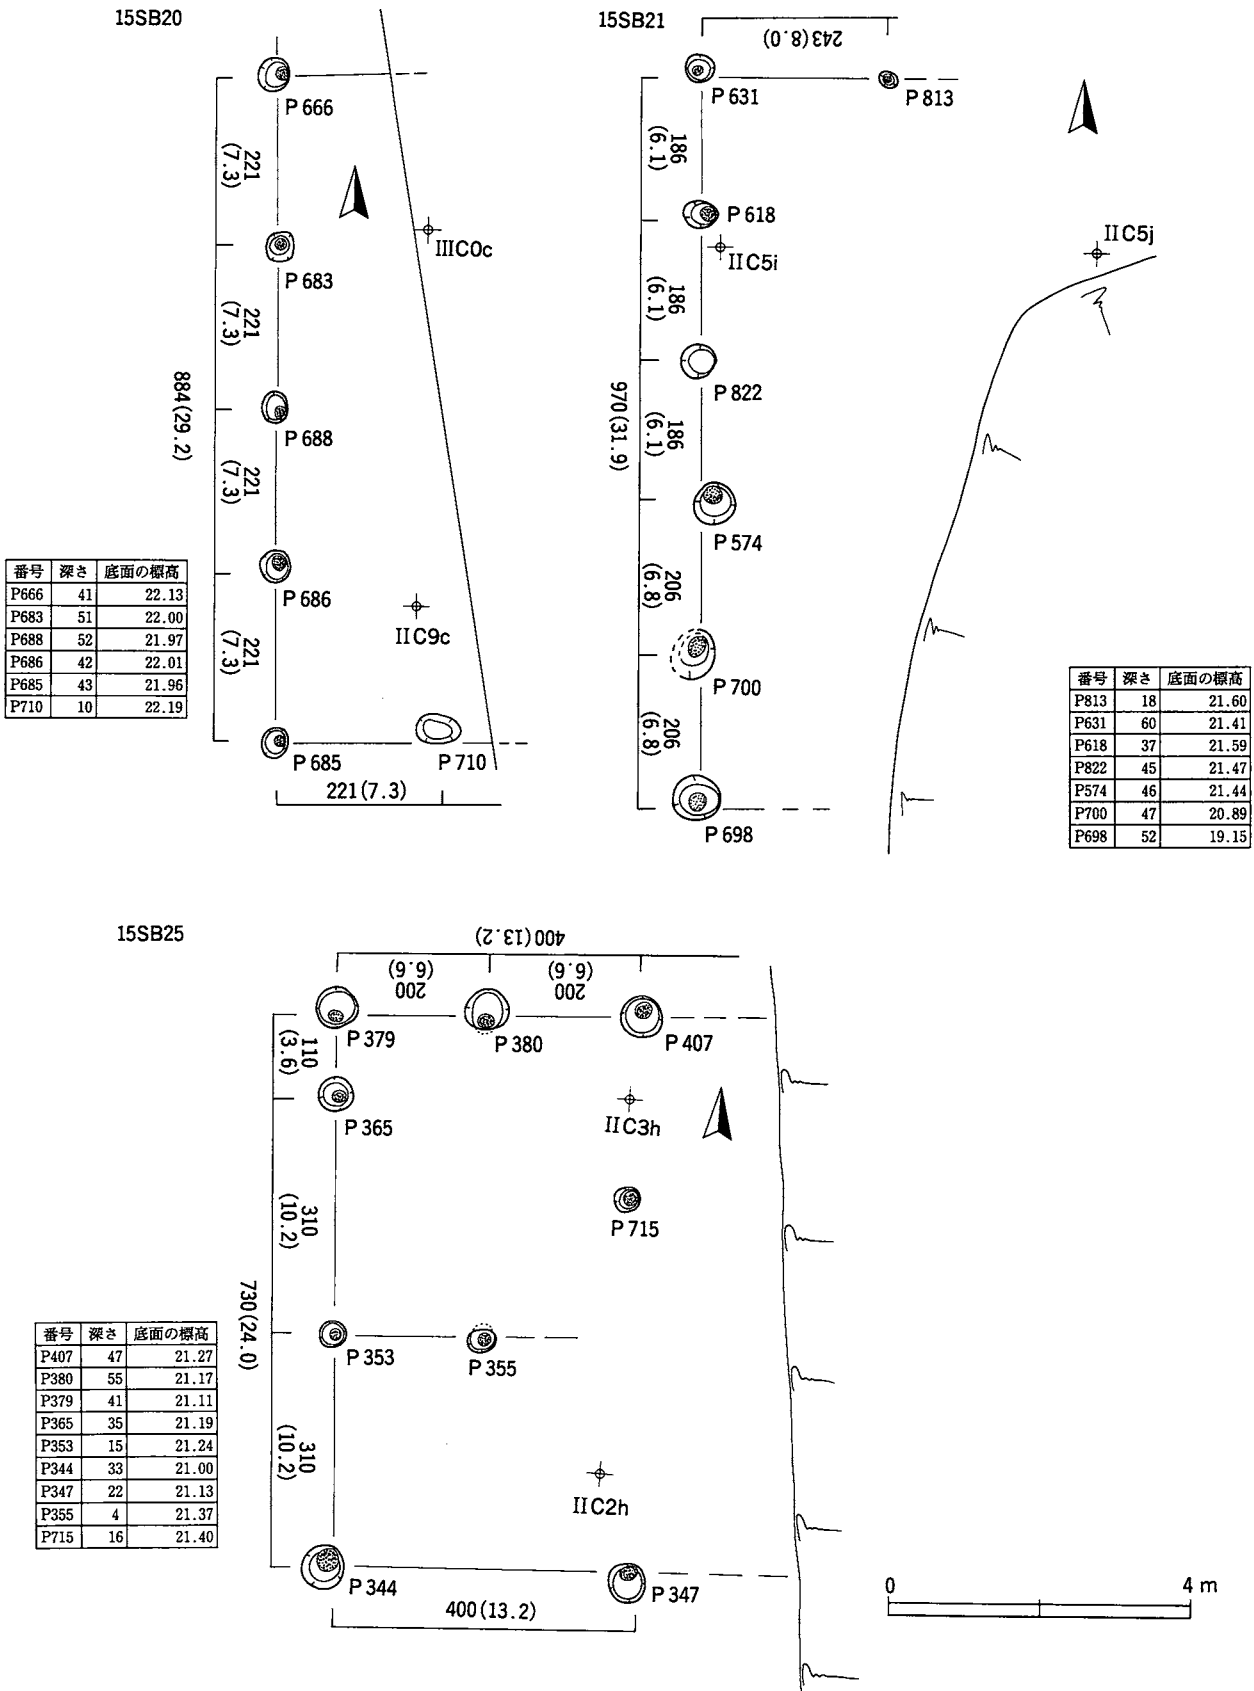 15SB20
P 666
221
(7.3)
IIIC0c
P 683
221
(7.3)
884(29.2)
P 688
221
(7.3)
P 686
IIC9c
221
(7.3)
P 685
P 710
221(7.3)
番号 深さ 底面の標高
P666 41 22.13
P683 51 22.00
P688 52 21.97
P686 42 22.01
P685 43 21.96
P710 10 22.19
15SB21
243(8.0)
P 631
P 813
186
(6.1)
P 618
IIC5i
IIC5j
186
(6.1)
P 822
970(31.9)
186
(6.1)
P 574
206
(6.8)
P 700
206
(6.8)
P 698
番号 深さ 底面の標高
P813 18 21.60
P631 60 21.41
P618 37 21.59
P822 45 21.47
P574 46 21.44
P700 47 20.89
P698 52 19.15
15SB25
400(13.2)
200
(6.6)
200
(6.6)
P 379
P 380
P 407
110
(3.6)
P 365
IIC3h
310
(10.2)
P 715
730(24.0)
P 353
P 355
310
(10.2)
IIC2h
P 344
P 347
400(13.2)
番号 深さ 底面の標高
P407 47 21.27
P380 55 21.17
P379 41 21.11
P365 35 21.19
P353 15 21.24
P344 33 21.00
P347 22 21.13
P355 4 21.37
P715 16 21.40
0 4 m